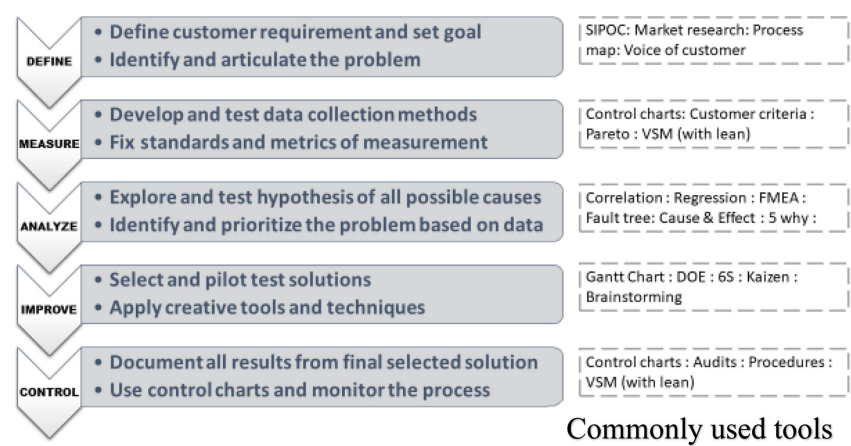 DEFINE
• Define customer requirement and set goal
• Identify and articulate the problem
SIPOC: Market research: Process
map: Voice of customer
MEASURE
• Develop and test data collection methods
• Fix standards and metrics of measurement
Control charts: Customer criteria :
Pareto : VSM (with lean)
ANALYZE
• Explore and test hypothesis of all possible causes
• Identify and prioritize the problem based on data
Correlation : Regression : FMEA :
Fault tree: Cause & Effect : 5 why :
IMPROVE
• Select and pilot test solutions
• Apply creative tools and techniques
Gantt Chart : DOE : 6S : Kaizen :
Brainstorming
CONTROL
• Document all results from final selected solution
• Use control charts and monitor the process
Control charts : Audits : Procedures :
VSM (with lean)
Commonly used tools